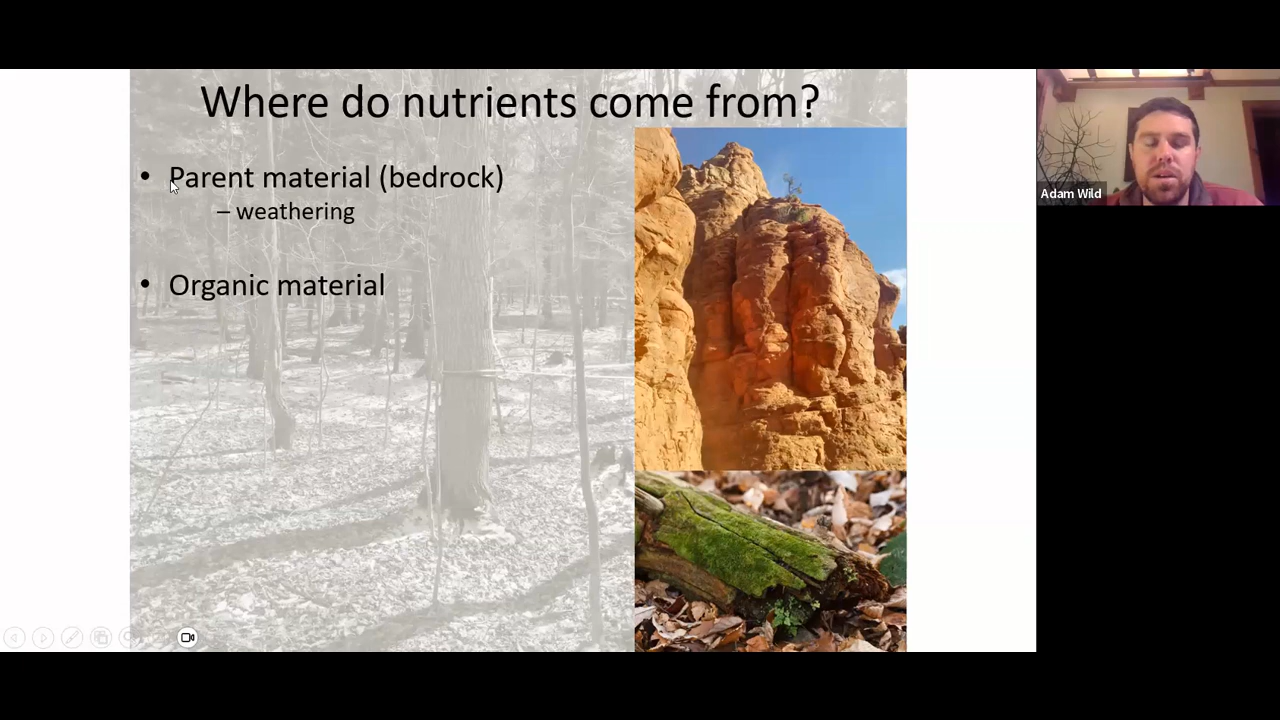 Where do nutrients come from?
• Parent material (bedrock)
– weathering
• Organic material
Adam Wild